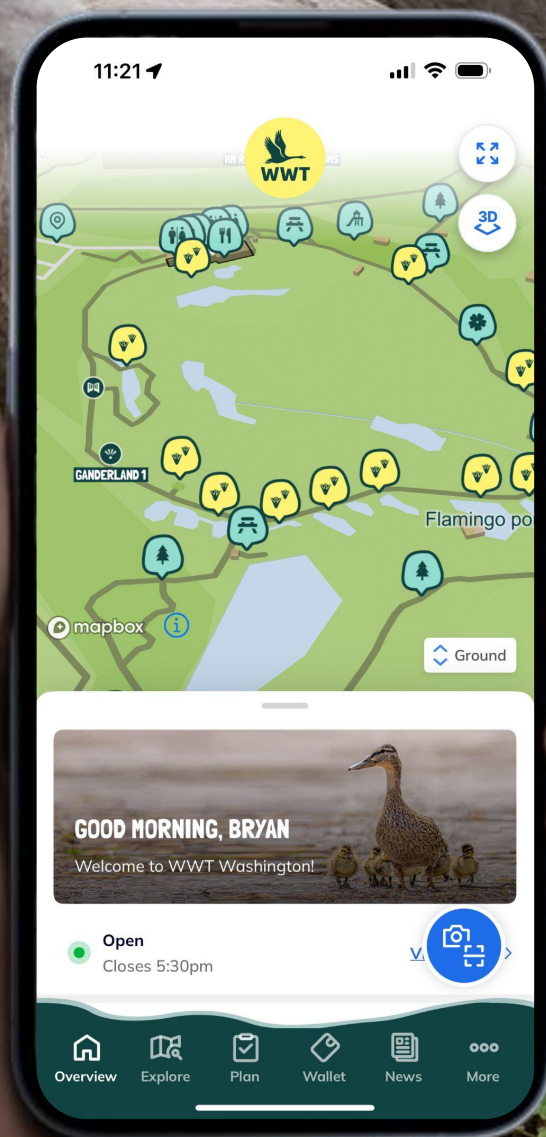 11:21
WWT
3D
GANDERLAND 1
Flamingo po
mapbox
Ground
GOOD MORNING, BRYAN
Welcome to WWT Washington!
Open
Closes 5:30pm
Overview
Explore
Plan
Wallet
News
More